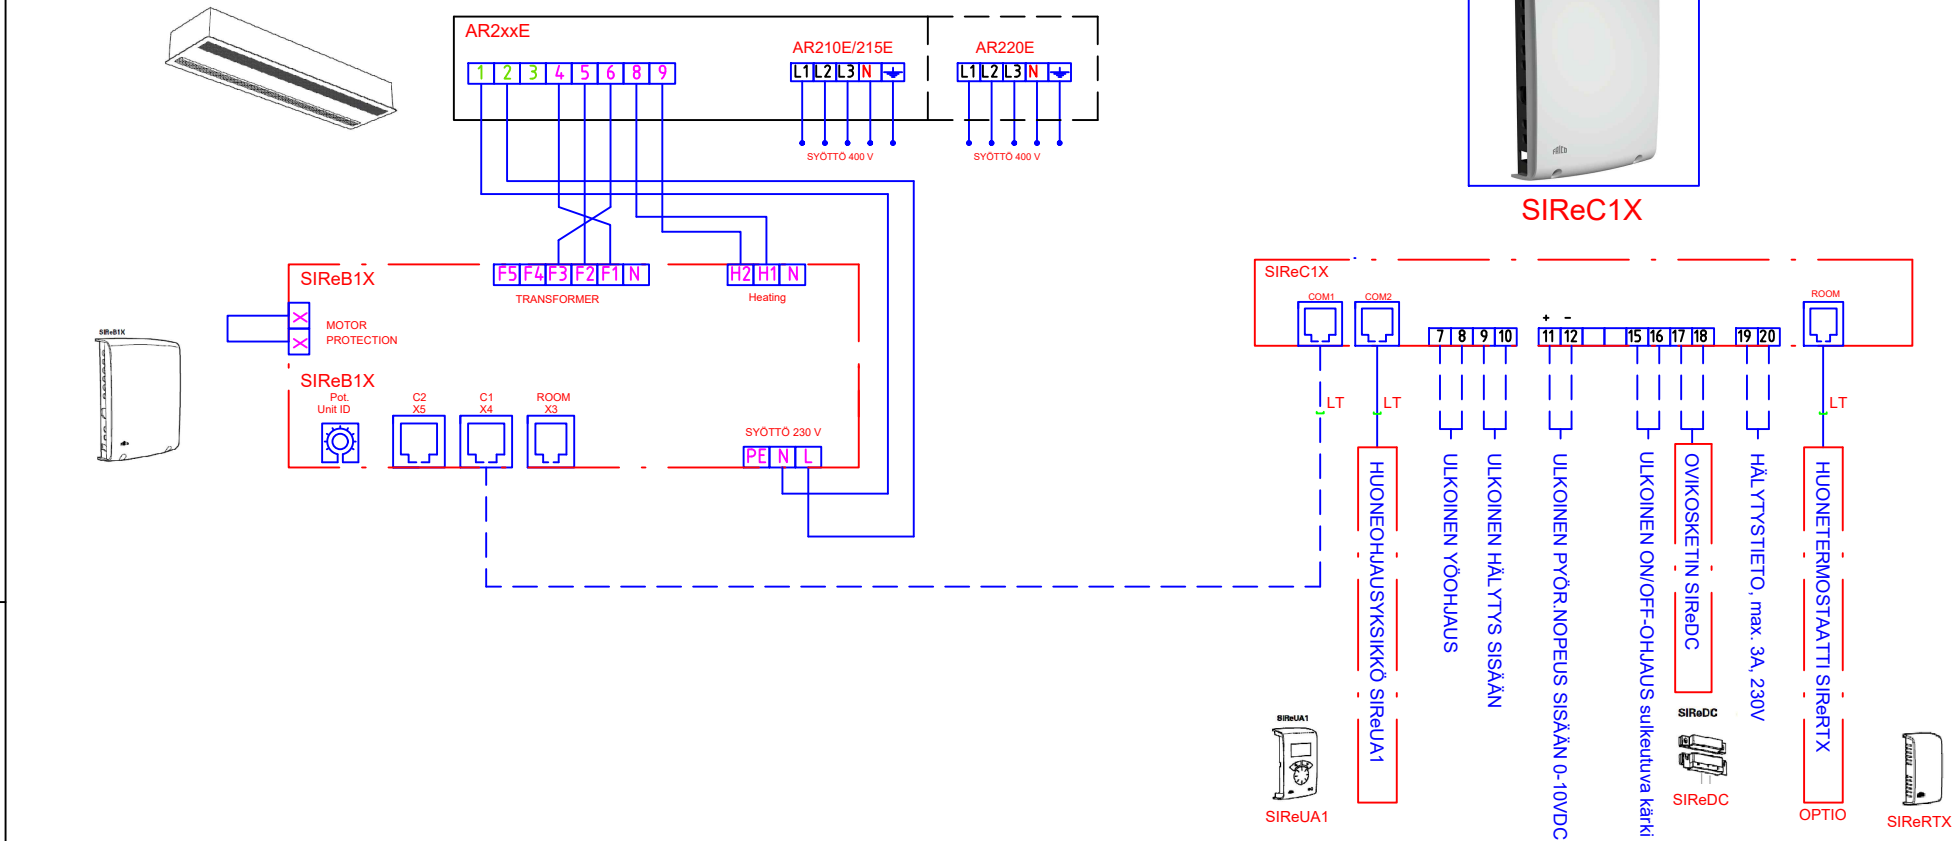 AR2xxE
1 2 3 4 5 6 8 9
AR210E/215E
L1 L2 L3 N
SYÖTTÖ 400 V
AR220E
L1 L2 L3 N
SYÖTTÖ 400 V
FRICO
SIReC1X
SIReB1X
F5 F4 F3 F2 F1 N
TRANSFORMER
H2 H1 N
Heating
X
X
MOTOR
PROTECTION
SIReB1X
SIReB1X
Pot.
Unit ID
C2
X5
C1
X4
ROOM
X3
SYÖTTÖ 230 V
PE N L
SIReC1X
COM1
COM2
ROOM
+ -
7 8 9 10
11 12 15 16 17 18
19 20
LT
LT
LT
HUONEOHJAUSYKSIKKÖ SIReUA1
ULKOINEN YÖOHJAUS
ULKOINEN HÄLYTYS SISÄÄN
ULKOINEN PYÖR.NOPEUS SISÄÄN 0-10VDC
ULKOINEN ON/OFF-OHJAUS sulkeutuva kärki
OVIKOSKETIN SIReDC
HÄLYTYSTIETO, max. 3A, 230V
HUONETERMOSTAATTI SIReRTX
SIReUA1
SIReUA1
SIReDC
SIReDC
OPTIO
SIReRTX